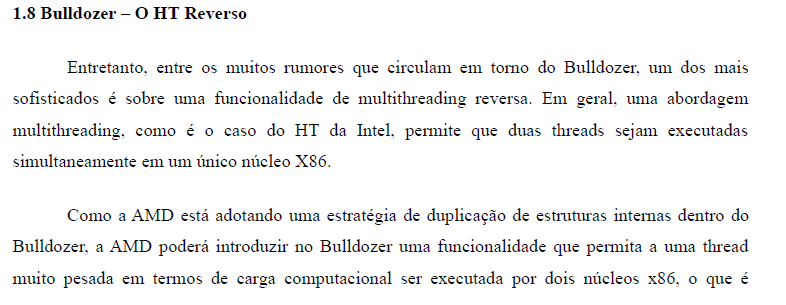 1.8 Bulldozer – O HT Reverso
Entretanto, entre os muitos rumores que circulam em torno do Bulldozer, um dos mais
sofisticados é sobre uma funcionalidade de multithreading reversa. Em geral, uma abordagem
multithreading, como é o caso do HT da Intel, permite que duas threads sejam executadas
simultaneamente em um único núcleo X86.
Como a AMD está adotando uma estratégia de duplicação de estruturas internas dentro do
Bulldozer, a AMD poderá introduzir no Bulldozer uma funcionalidade que permita a uma thread
muito pesada em termos de carga computacional ser executada por dois núcleos x86, o que é